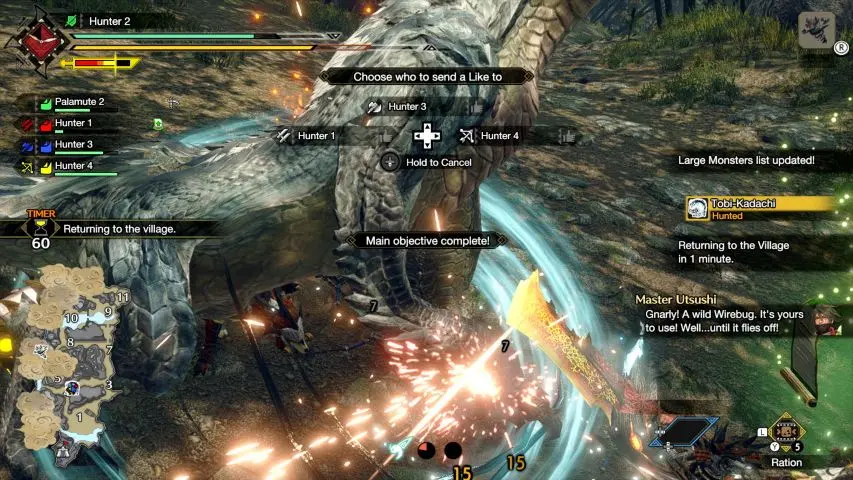 Hunter 2
Choose who to send a Like to
Hunter 3
Hunter 1
Hunter 4
Hold to Cancel
Palamute 2
Hunter 1
Hunter 3
Hunter 4
R
Large Monsters list updated!
Tobi-Kadachi
Hunted
TIMER
60
Returning to the village.
Main objective complete!
Returning to the Village
in 1 minute.
Master Utsushi
Gnarly! A wild Wirebug. It's yours
to use! Well...until it flies off!
11
10
9
8
7
3
1
7
7
15
15
L
Y
5
Ration